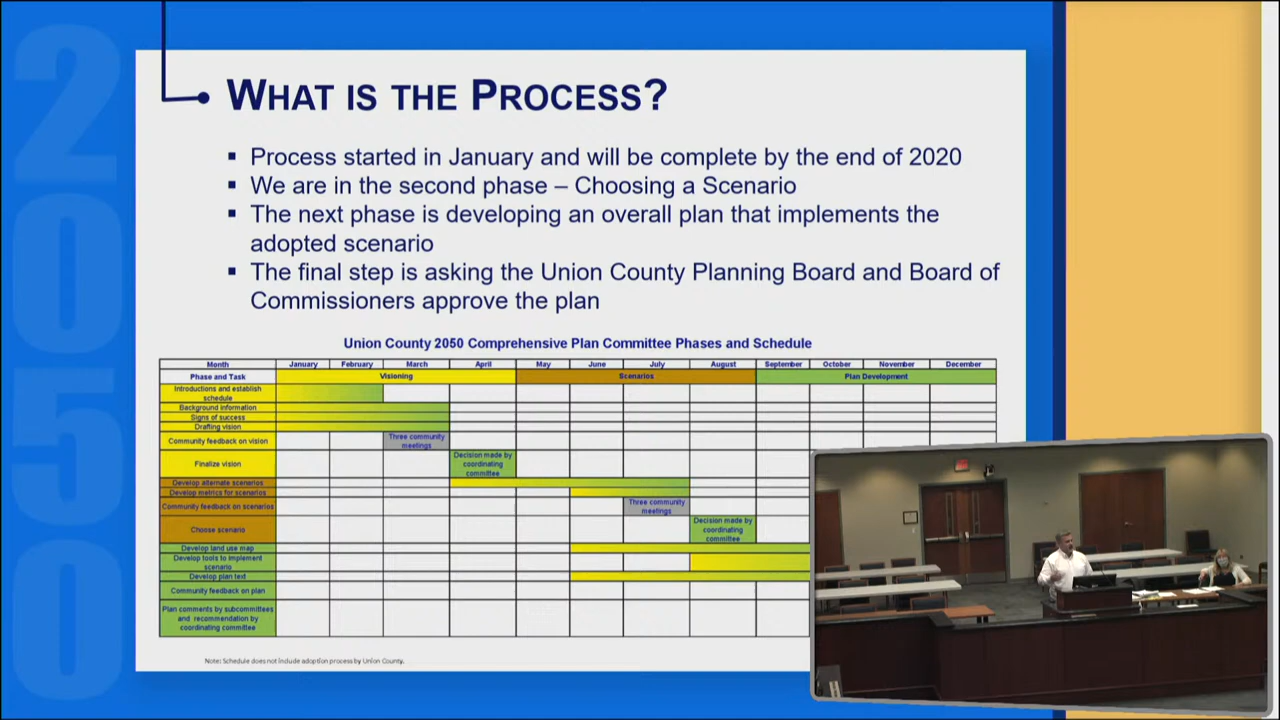 2050
WHAT IS THE PROCESS?
▪ Process started in January and will be complete by the end of 2020
▪ We are in the second phase – Choosing a Scenario
▪ The next phase is developing an overall plan that implements the
adopted scenario
▪ The final step is asking the Union County Planning Board and Board of
Commissioners approve the plan
Union County 2050 Comprehensive Plan Committee Phases and Schedule
Month January February March April May June July August September October November December
Phase and Task Visioning Scenarios Plan Development
Introductions and establish
schedule
Background information
Signs of success
Drafting vision
Community feedback on vision Three community
meetings
Finalize vision Decision made by
coordinating
committee
Develop alternate scenarios
Develop metrics for scenarios
Community feedback on scenarios Three community
meetings
Choose scenario Decision made by
coordinating
committee
Develop land use map
Develop tools to implement
scenario
Develop plan text
Community feedback on plan
Plan comments by subcommittees
and recommendation by
coordinating committee
Note: Schedule does not include adoption process by Union County.